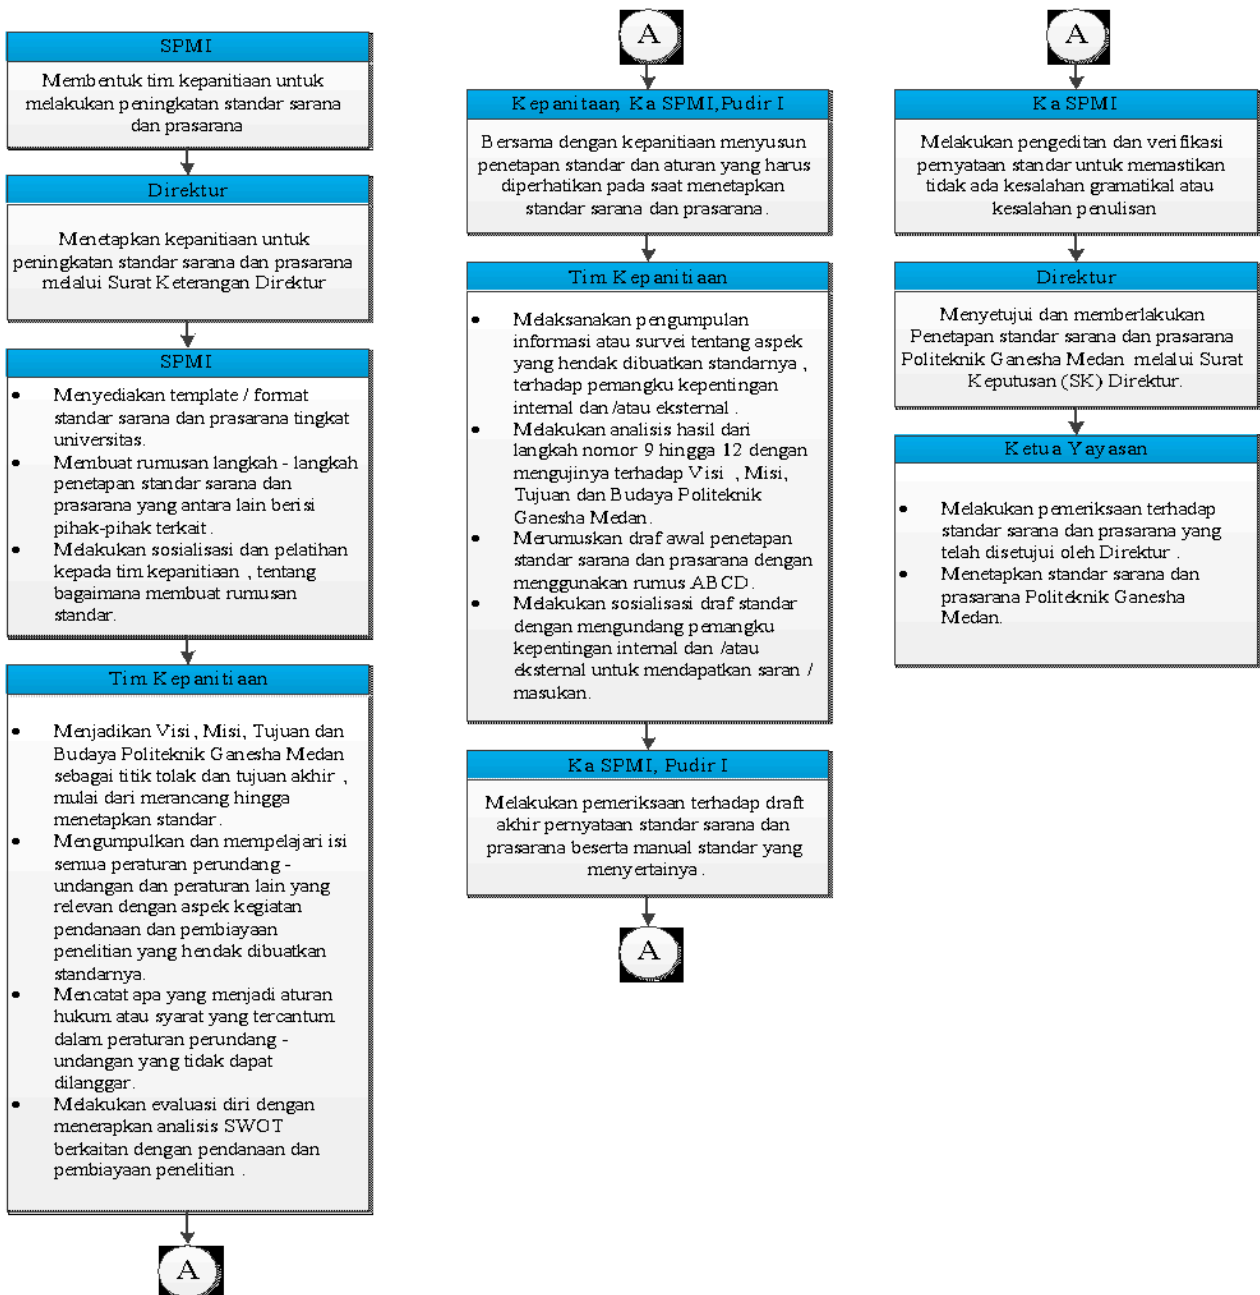 SPMI
Membentuk tim kepanitiaan untuk
melakukan peningkatan standar sarana
dan prasarana
Direktur
Menetapkan kepanitiaan untuk
peningkatan standar sarana dan prasarana
melalui Surat Keterangan Direktur
SPMI
• Menyediakan template / format
standar sarana dan prasarana tingkat
universitas.
• Membuat rumusan langkah - langkah
penetapan standar sarana dan
prasarana yang antara lain berisi
pihak-pihak terkait .
• Melakukan sosialisasi dan pelatihan
kepada tim kepanitiaan , tentang
bagaimana membuat rumusan
standar.
Tim Kepanitiaan
• Menjadikan Visi , Misi, Tujuan dan
Budaya Politeknik Ganesha Medan
sebagai titik tolak dan tujuan akhir ,
mulai dari merancang hingga
menetapkan standar .
• Mengumpulkan dan mempelajari isi
semua peraturan perundang -
undangan dan peraturan lain yang
relevan dengan aspek kegiatan
pendanaan dan pembiayaan
penelitian yang hendak dibuatkan
standarnya.
• Mencatat apa yang menjadi aturan
hukum atau syarat yang tercantum
dalam peraturan perundang -
undangan yang tidak dapat
dilanggar.
• Melakukan evaluasi diri dengan
menerapkan analisis SWOT
berkaitan dengan pendanaan dan
pembiayaan penelitian .
A
A
Kepanitaan, Ka SPMI,Pudir I
Bersama dengan kepanitiaan menyusun
penetapan standar dan aturan yang harus
diperhatikan pada saat menetapkan
standar sarana dan prasarana .
Tim Kepanitiaan
• Melaksanakan pengumpulan
informasi atau survei tentang aspek
yang hendak dibuatkan standarnya ,
terhadap pemangku kepentingan
internal dan /atau eksternal .
• Melakukan analisis hasil dari
langkah nomor 9 hingga 12 dengan
mengujinya terhadap Visi , Misi,
Tujuan dan Budaya Politeknik
Ganesha Medan.
• Merumuskan draf awal penetapan
standar sarana dan prasarana dengan
menggunakan rumus ABCD.
• Melakukan sosialisasi draf standar
dengan mengundang pemangku
kepentingan internal dan /atau
eksternal untuk mendapatkan saran /
masukan.
Ka SPMI, Pudir I
Melakukan pemeriksaan terhadap draft
akhir pernyataan standar sarana dan
prasarana beserta manual standar yang
menyertainya .
A
A
Ka SPMI
Melakukan pengeditan dan verifikasi
pernyataan standar untuk memastikan
tidak ada kesalahan gramatikal atau
kesalahan penulisan
Direktur
Menyetujui dan memberlakukan
Penetapan standar sarana dan prasarana
Politeknik Ganesha Medan melalui Surat
Keputusan (SK) Direktur.
Ketua Yayasan
• Melakukan pemeriksaan terhadap
standar sarana dan prasarana yang
telah disetujui oleh Direktur .
• Menetapkan standar sarana dan
prasarana Politeknik Ganesha
Medan.